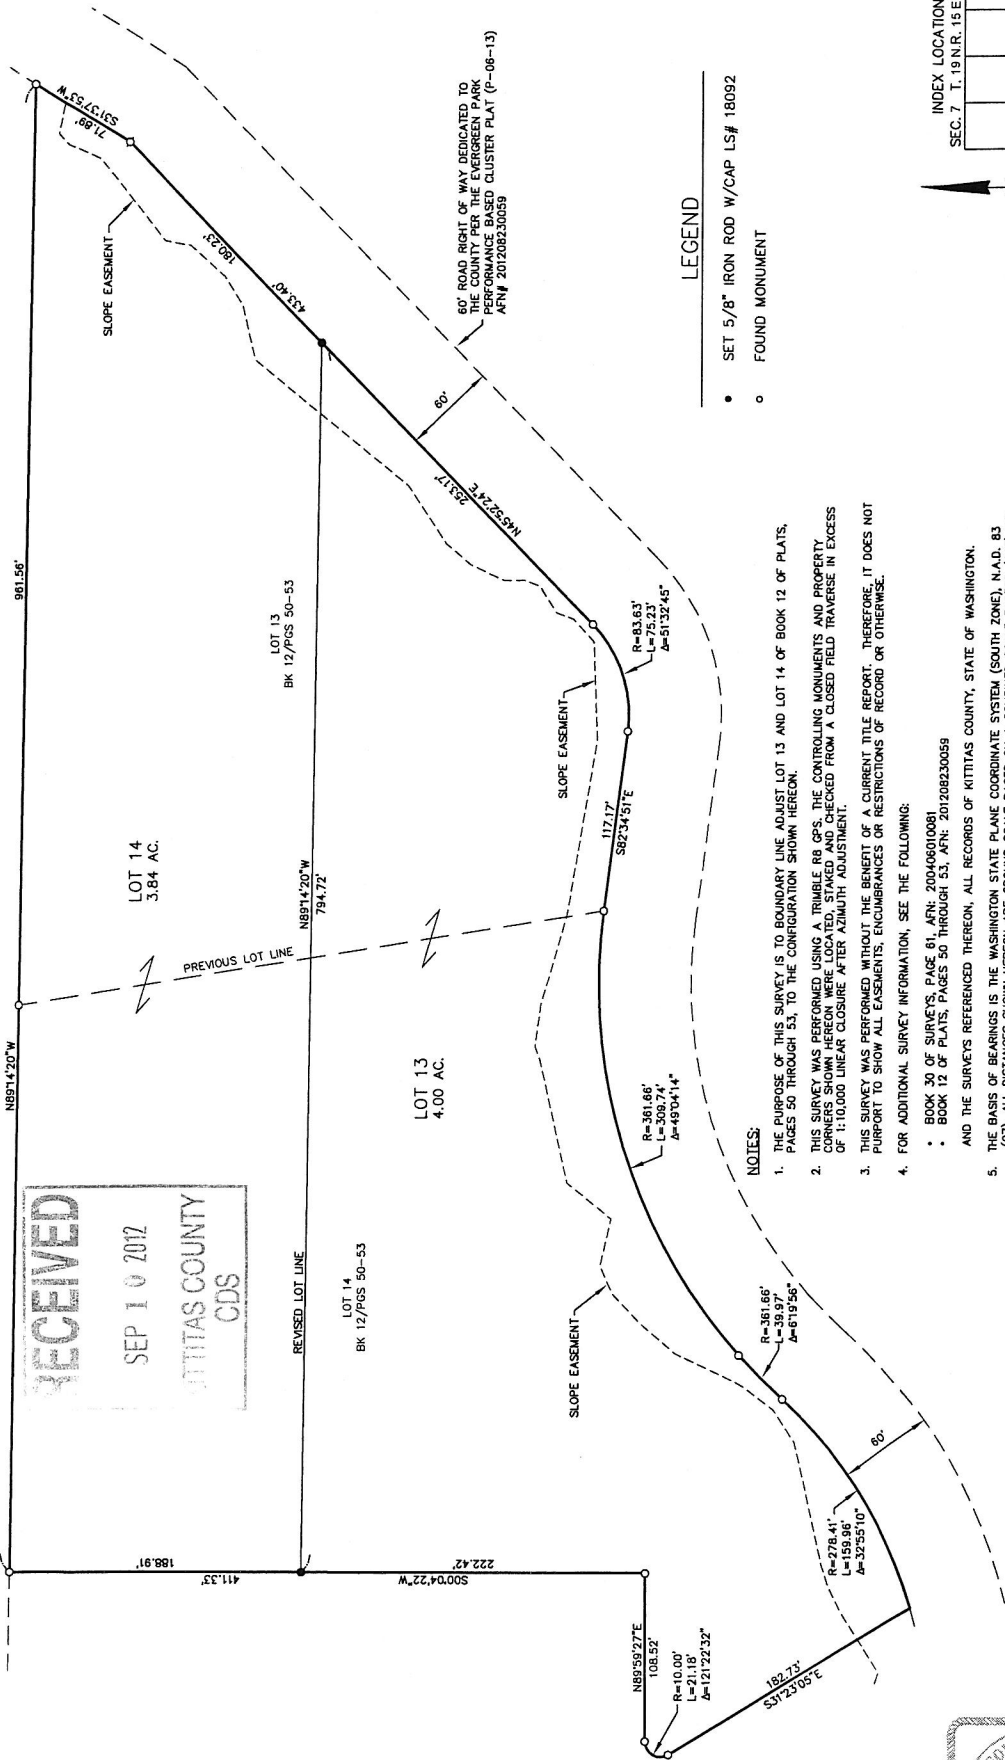 N89°14'20"W
961.56'
S31°37'53"W
71.89'
SLOPE EASEMENT
180.23'
433.40'
60' ROAD RIGHT OF WAY DEDICATED TO
THE COUNTY PER THE EVERGREEN PARK
PERFORMANCE BASED CLUSTER PLAT (P-06-13)
AFN# 201208230059
LOT 14
3.84 AC.
LOT 13
BK 12/PGS 50-53
253.17'
N45°52'24"E
60'
N89°14'20"W
794.72'
PREVIOUS LOT LINE
REVISED LOT LINE
188.91'
411.33'
RECEIVED
SEP 10 2012
KITTITAS COUNTY
CDS
LOT 14
BK 12/PGS 50-53
LOT 13
4.00 AC.
SLOPE EASEMENT
R=83.63'
L=75.23'
Δ=51°32'45"
117.17'
S82°34'51"E
R=361.66'
L=309.74'
Δ=49°04'14"
SLOPE EASEMENT
R=361.66'
L=39.97'
Δ=6°19'56"
222.42'
S00°04'22"W
N89°59'27"E
108.52'
R=10.00'
L=21.18'
Δ=121°22'32"
R=278.41'
L=159.96'
Δ=32°55'10"
60'
182.73'
S31°23'05"E
LEGEND
SET 5/8" IRON ROD W/CAP LS# 18092
FOUND MONUMENT
INDEX LOCATION
SEC. 7 T. 19 N. R. 15 E
NOTES:
1. THE PURPOSE OF THIS SURVEY IS TO BOUNDARY LINE ADJUST LOT 13 AND LOT 14 OF BOOK 12 OF PLATS,
PAGES 50 THROUGH 53, TO THE CONFIGURATION SHOWN HEREON.
2. THIS SURVEY WAS PERFORMED USING A TRIMBLE R8 GPS. THE CONTROLLING MONUMENTS AND PROPERTY
CORNERS SHOWN HEREON WERE LOCATED, STAKED AND CHECKED FROM A CLOSED FIELD TRAVERSE IN EXCESS
OF 1:10,000 LINEAR CLOSURE AFTER AZIMUTH ADJUSTMENT.
3. THIS SURVEY WAS PERFORMED WITHOUT THE BENEFIT OF A CURRENT TITLE REPORT. THEREFORE, IT DOES NOT
PURPORT TO SHOW ALL EASEMENTS, ENCUMBRANCES OR RESTRICTIONS OF RECORD OR OTHERWISE.
4. FOR ADDITIONAL SURVEY INFORMATION, SEE THE FOLLOWING:
• BOOK 30 OF SURVEYS, PAGE 61, AFN: 200406010081
• BOOK 12 OF PLATS, PAGES 50 THROUGH 53, AFN: 201208230059
AND THE SURVEYS REFERENCED THEREON, ALL RECORDS OF KITTITAS COUNTY, STATE OF WASHINGTON.
5. THE BASIS OF BEARINGS IS THE WASHINGTON STATE PLANE COORDINATE SYSTEM (SOUTH ZONE), N.A.D. 83